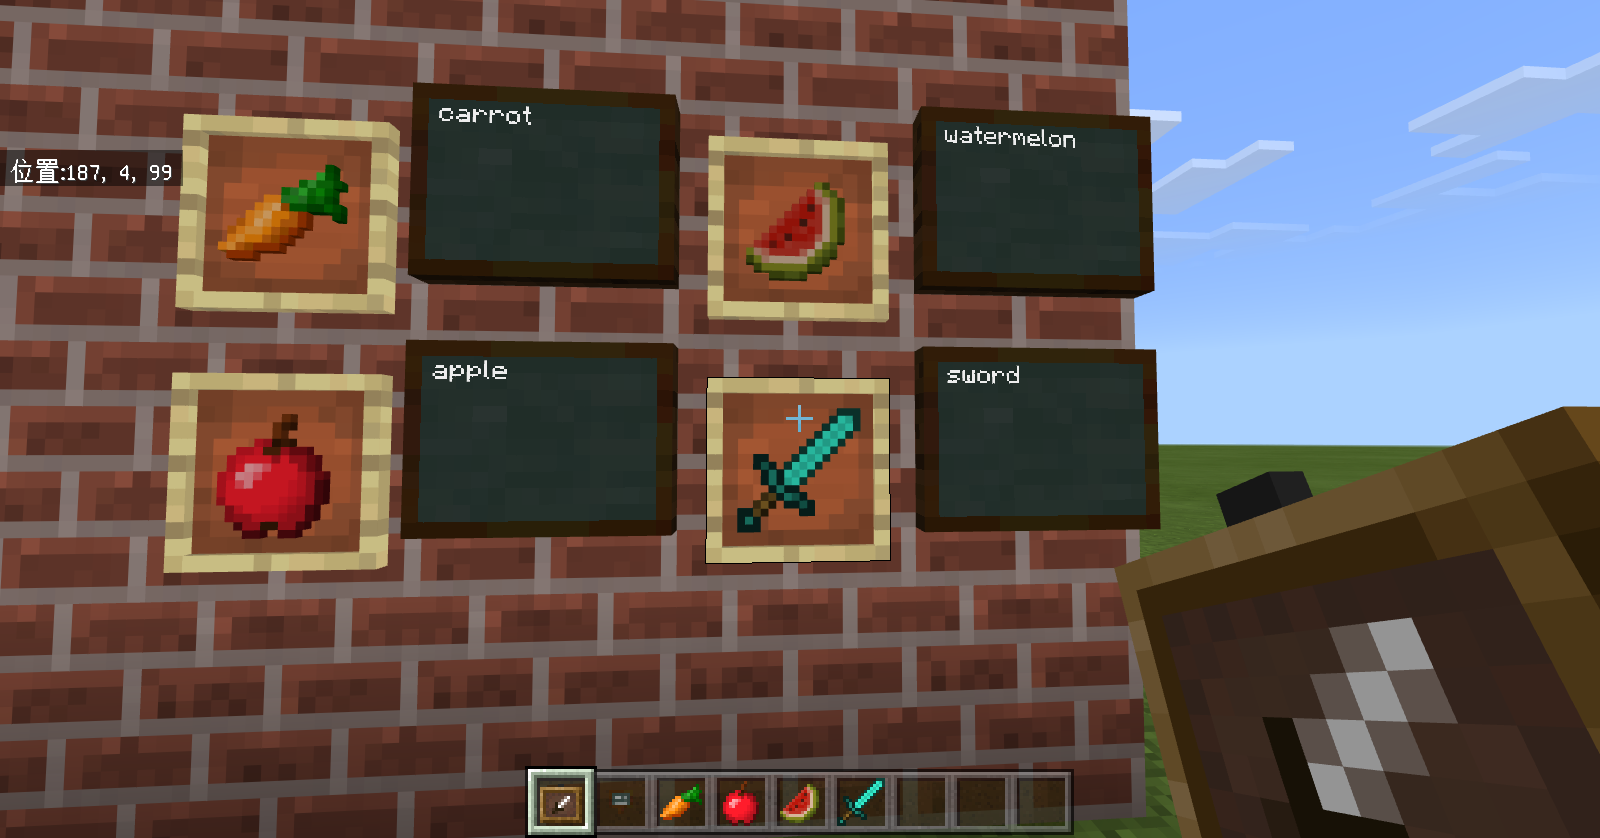 carrot
watermelon
位置:187, 4, 99
apple
sword